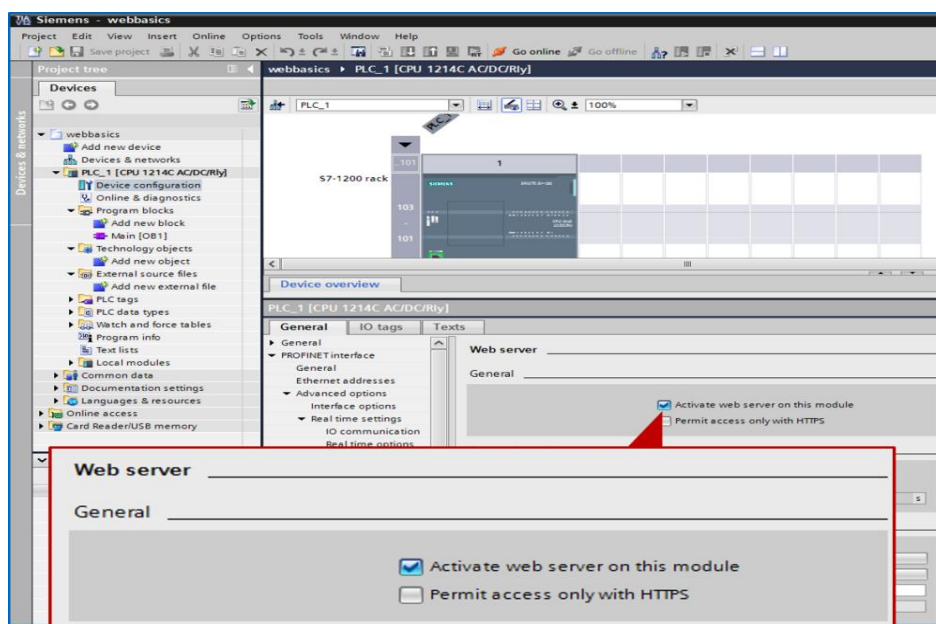 Siemens - webbasics
Project Edit View Insert Online Options Tools Window Help
Save project Go online Go offline
Project tree
webbasics PLC_1 [CPU 1214C AC/DC/Rly]
Devices
PLC_1 100%
Devices & networks
webbasics
Add new device
Devices & networks
PLC_1 [CPU 1214C AC/DC/Rly]
Device configuration
Online & diagnostics
Program blocks
Add new block
Main [OB1]
Technology objects
Add new object
External source files
Add new external file
PLC tags
PLC data types
Watch and force tables
Program info
Text lists
Local modules
Common data
Documentation settings
Languages & resources
Online access
Card Reader/USB memory
PLC_1
101 1
S7-1200 rack
SIEMENS
103
-
101
Device overview
PLC_1 [CPU 1214C AC/DC/Rly]
General IO tags Texts
General
PROFINET interface
General
Ethernet addresses
Advanced options
Interface options
Real time settings
IO communication
Real time options
Web server
General
Activate web server on this module
Permit access only with HTTPS
s
Web server
General
Activate web server on this module
Permit access only with HTTPS